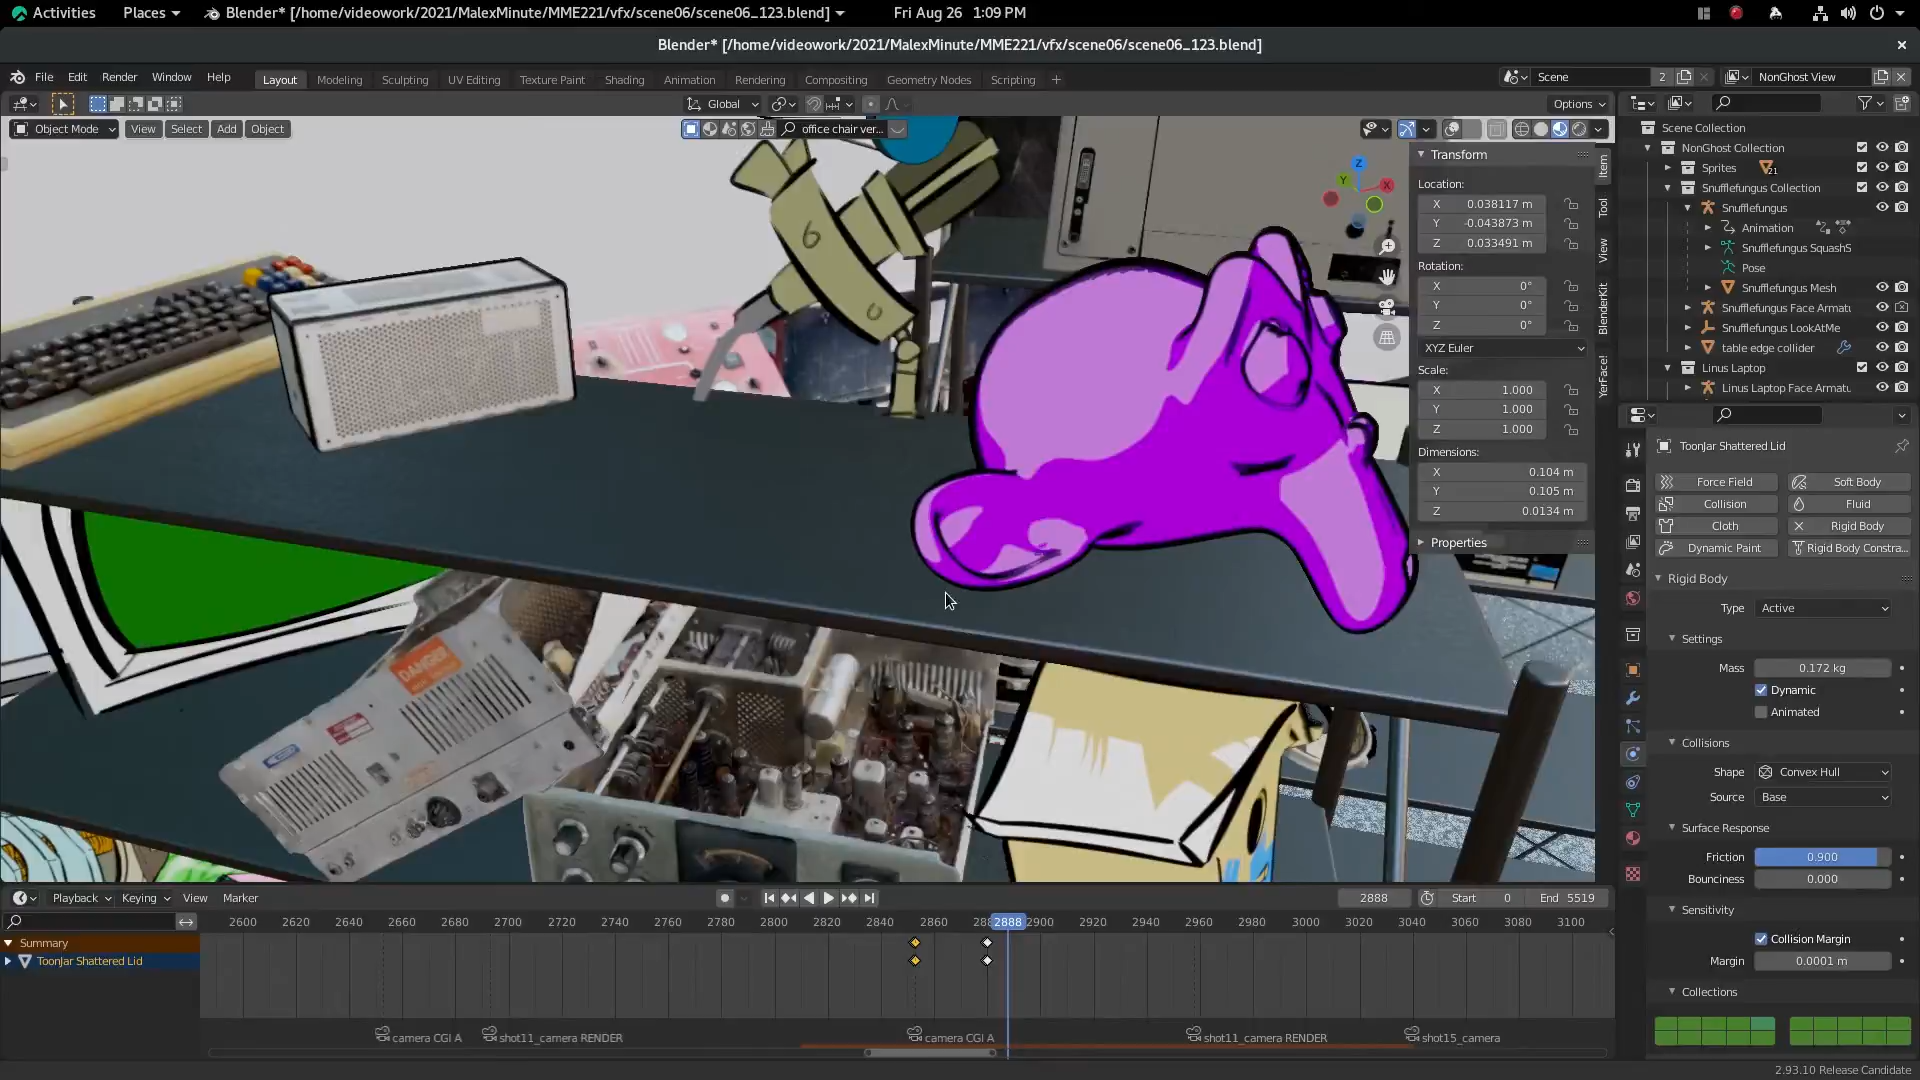 Activities Places Blender* [/home/videowork/2021/MalexMinute/MME221/vfx/scene06/scene06_123.blend] Fri Aug 26 1:09 PM
Blender* [/home/videowork/2021/MalexMinute/MME221/vfx/scene06/scene06_123.blend]
File Edit Render Window Help Layout Modeling Sculpting UV Editing Texture Paint Shading Animation Rendering Compositing Geometry Nodes Scripting + Scene 2 NonGhost View
Global Options
Object Mode View Select Add Object office chair ver...
Transform
Location:
X 0.038117 m
Y -0.043873 m
Z 0.033491 m
Rotation:
X 0°
Y 0°
Z 0°
XYZ Euler
Scale:
X 1.000
Y 1.000
Z 1.000
Dimensions:
X 0.104 m
Y 0.105 m
Z 0.0134 m
Properties
Item
Tool
View
BlenderKit
YerFace!
Z
Y
X
6
DANGER
Scene Collection
NonGhost Collection
Sprites 21
Snufflefungus Collection
Snufflefungus
Animation
Snufflefungus SquashS
Pose
Snufflefungus Mesh
Snufflefungus Face Armatu
Snufflefungus LookAtMe
table edge collider
Linus Laptop
Linus Laptop Face Armatu
ToonJar Shattered Lid
Force Field Soft Body
Collision Fluid
Cloth Rigid Body
Dynamic Paint Rigid Body Constra...
Rigid Body
Type Active
Settings
Mass 0.172 kg
Dynamic
Animated
Collisions
Shape Convex Hull
Source Base
Surface Response
Friction 0.900
Bounciness 0.000
Sensitivity
Collision Margin
Margin 0.0001 m
Collections
Playback Keying View Marker 2888 Start 0 End 5519
2600 2620 2640 2660 2680 2700 2720 2740 2760 2780 2800 2820 2840 2860 288 2888 2900 2920 2940 2960 2980 3000 3020 3040 3060 3080 3100
Summary
ToonJar Shattered Lid
camera CGI A shot11_camera RENDER camera CGI A shot11_camera RENDER shot15_camera
2.93.10 Release Candidate